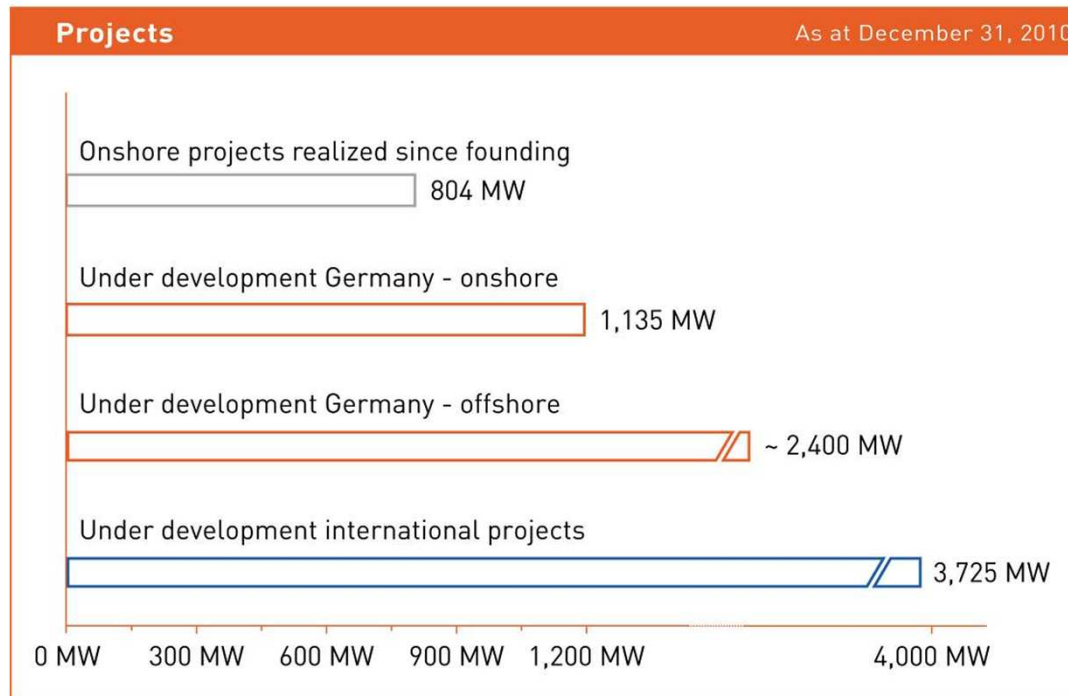 Projects
As at December 31, 2010
Onshore projects realized since founding
804 MW
Under development Germany - onshore
1,135 MW
Under development Germany - offshore
~ 2,400 MW
Under development international projects
3,725 MW
0 MW 300 MW 600 MW 900 MW 1,200 MW 4,000 MW